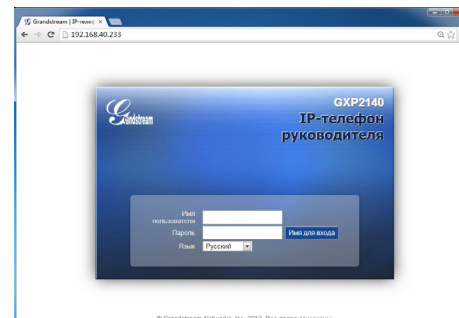 Grandstream | IP-телеф
192.168.40.233
Grandstream
GXP2140
IP-телефон
руководителя
Имя
пользователя
Пароль
Имя для входа
Язык
Русский